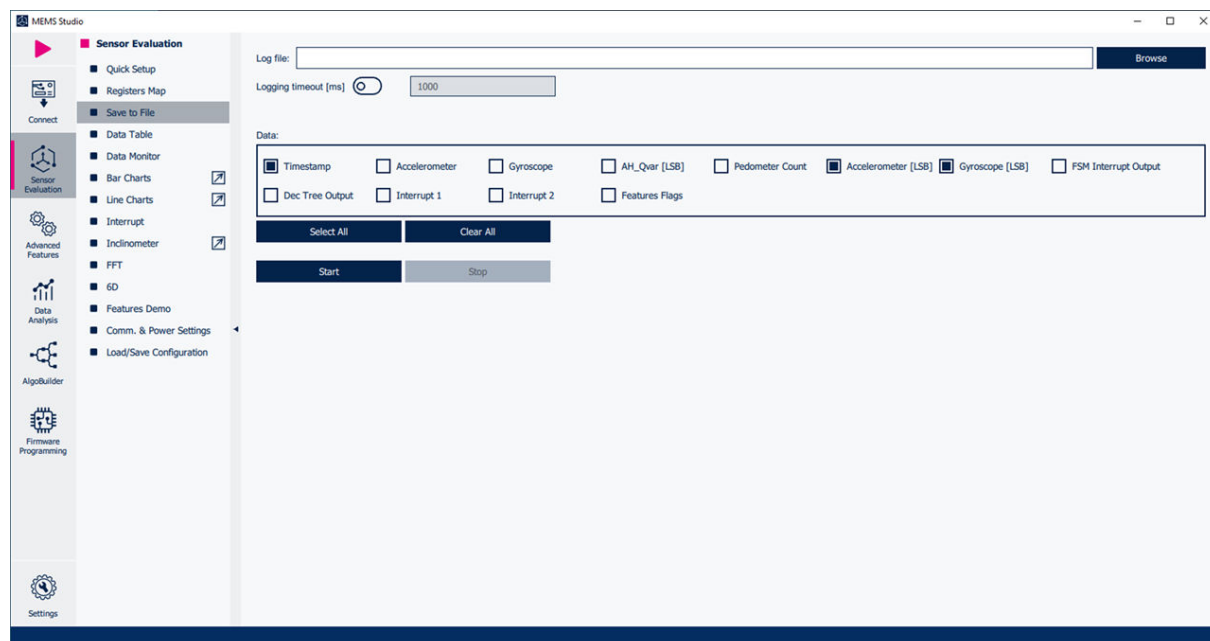 MEMS Studio
Connect
Sensor
Evaluation
Advanced
Features
Data
Analysis
AlgoBuilder
Firmware
Programming
Settings
Sensor Evaluation
Quick Setup
Registers Map
Save to File
Data Table
Data Monitor
Bar Charts
Line Charts
Interrupt
Inclinometer
FFT
6D
Features Demo
Comm. & Power Settings
Load/Save Configuration
Log file: Browse
Logging timeout [ms] 1000
Data:
Timestamp Accelerometer Gyroscope AH_Qvar [LSB] Pedometer Count Accelerometer [LSB] Gyroscope [LSB] FSM Interrupt Output
Dec Tree Output Interrupt 1 Interrupt 2 Features Flags
Select All Clear All
Start Stop